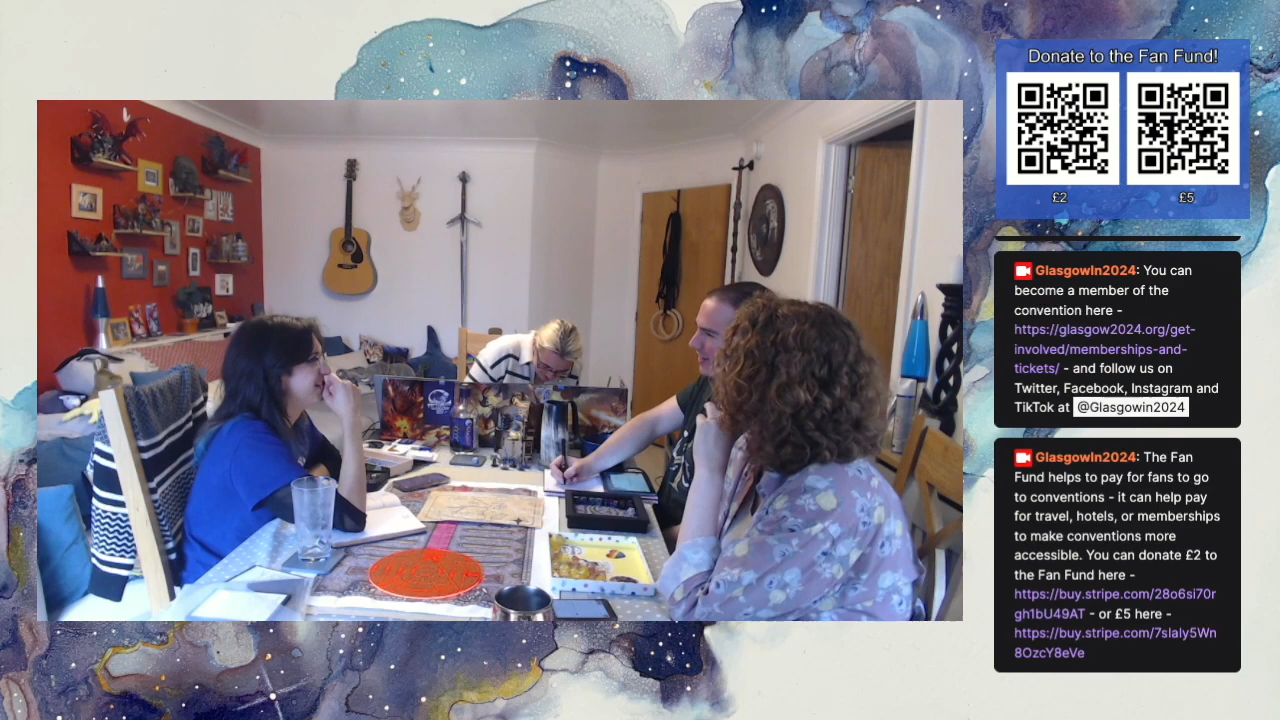 Donate to the Fan Fund!
£2
£5
GlasgowIn2024: You can
become a member of the
convention here -
https://glasgow2024.org/get-
involved/memberships-and-
tickets/ - and follow us on
Twitter, Facebook, Instagram and
TikTok at @Glasgowin2024
GlasgowIn2024: The Fan
Fund helps to pay for fans to go
to conventions - it can help pay
for travel, hotels, or memberships
to make conventions more
accessible. You can donate £2 to
the Fan Fund here -
https://buy.stripe.com/28o6si70r
gh1bU49AT - or £5 here -
https://buy.stripe.com/7sIaIy5Wn
8OzcY8eVe